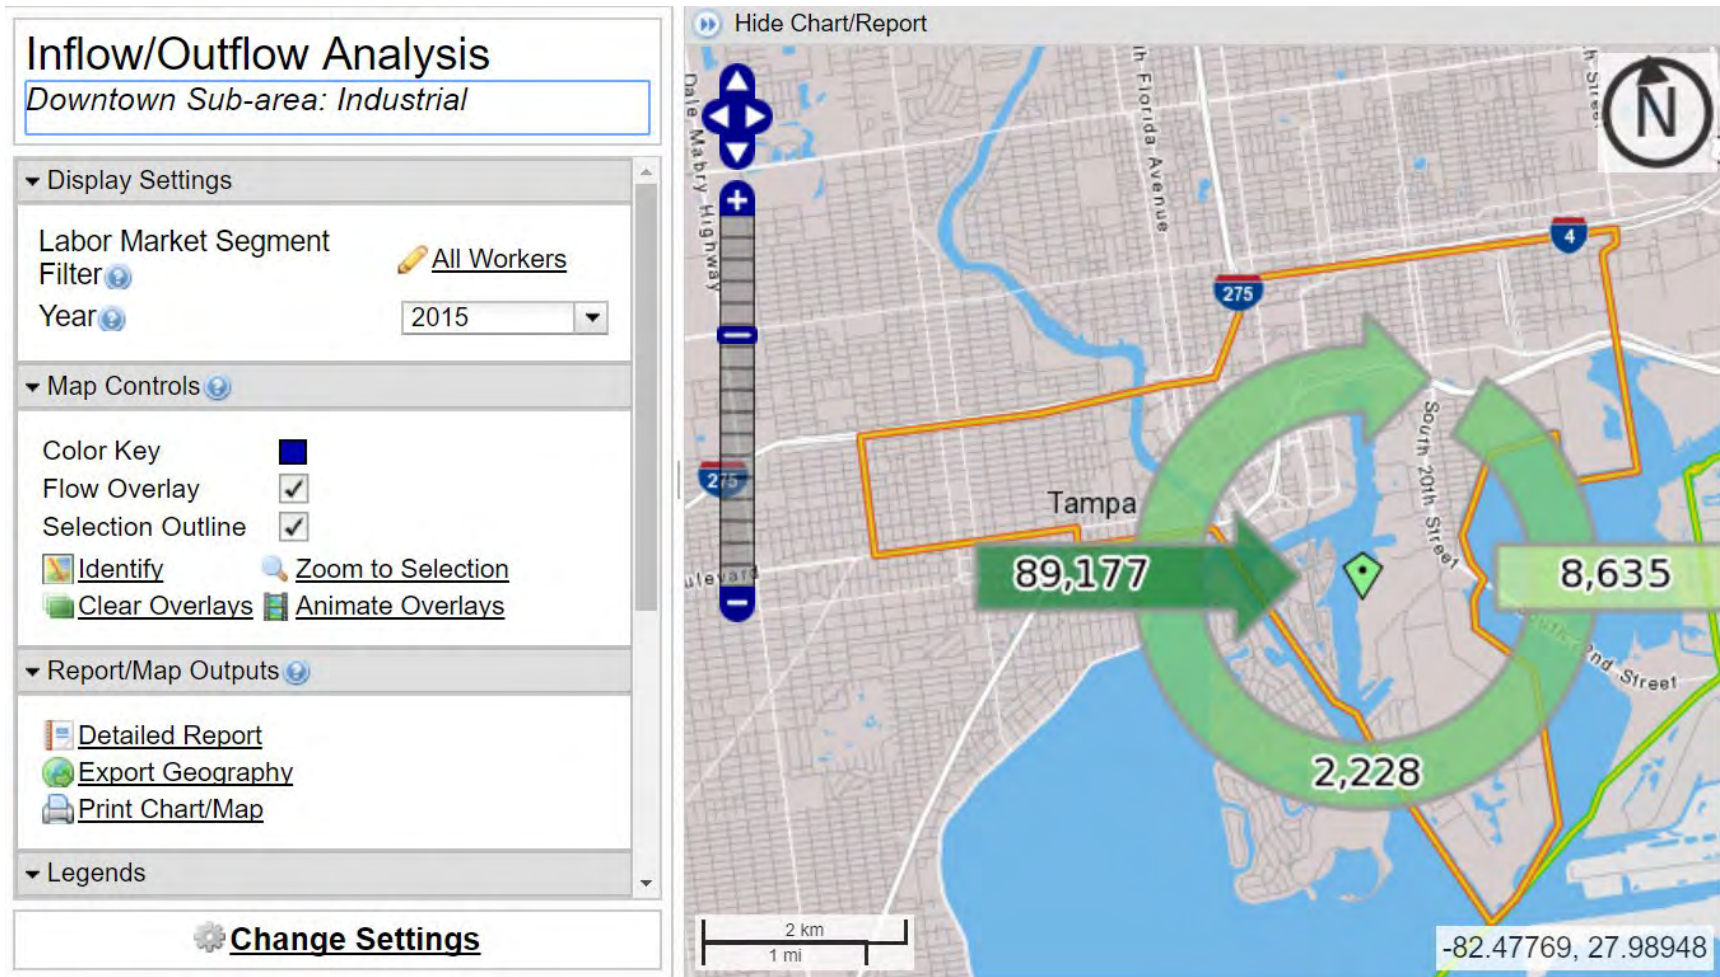 Inflow/Outflow Analysis
Downtown Sub-area: Industrial
Display Settings
Labor Market Segment
Filter
All Workers
Year
2015
Map Controls
Color Key
Flow Overlay
Selection Outline
Identify
Zoom to Selection
Clear Overlays
Animate Overlays
Report/Map Outputs
Detailed Report
Export Geography
Print Chart/Map
Legends
Change Settings
Hide Chart/Report
Dale Mabry Highway
th Florida Avenue
h Street
N
4
275
275
South 20th Street
Tampa
89,177
8,635
ulevard
nd Street
2,228
2 km
1 mi
-82.47769, 27.98948